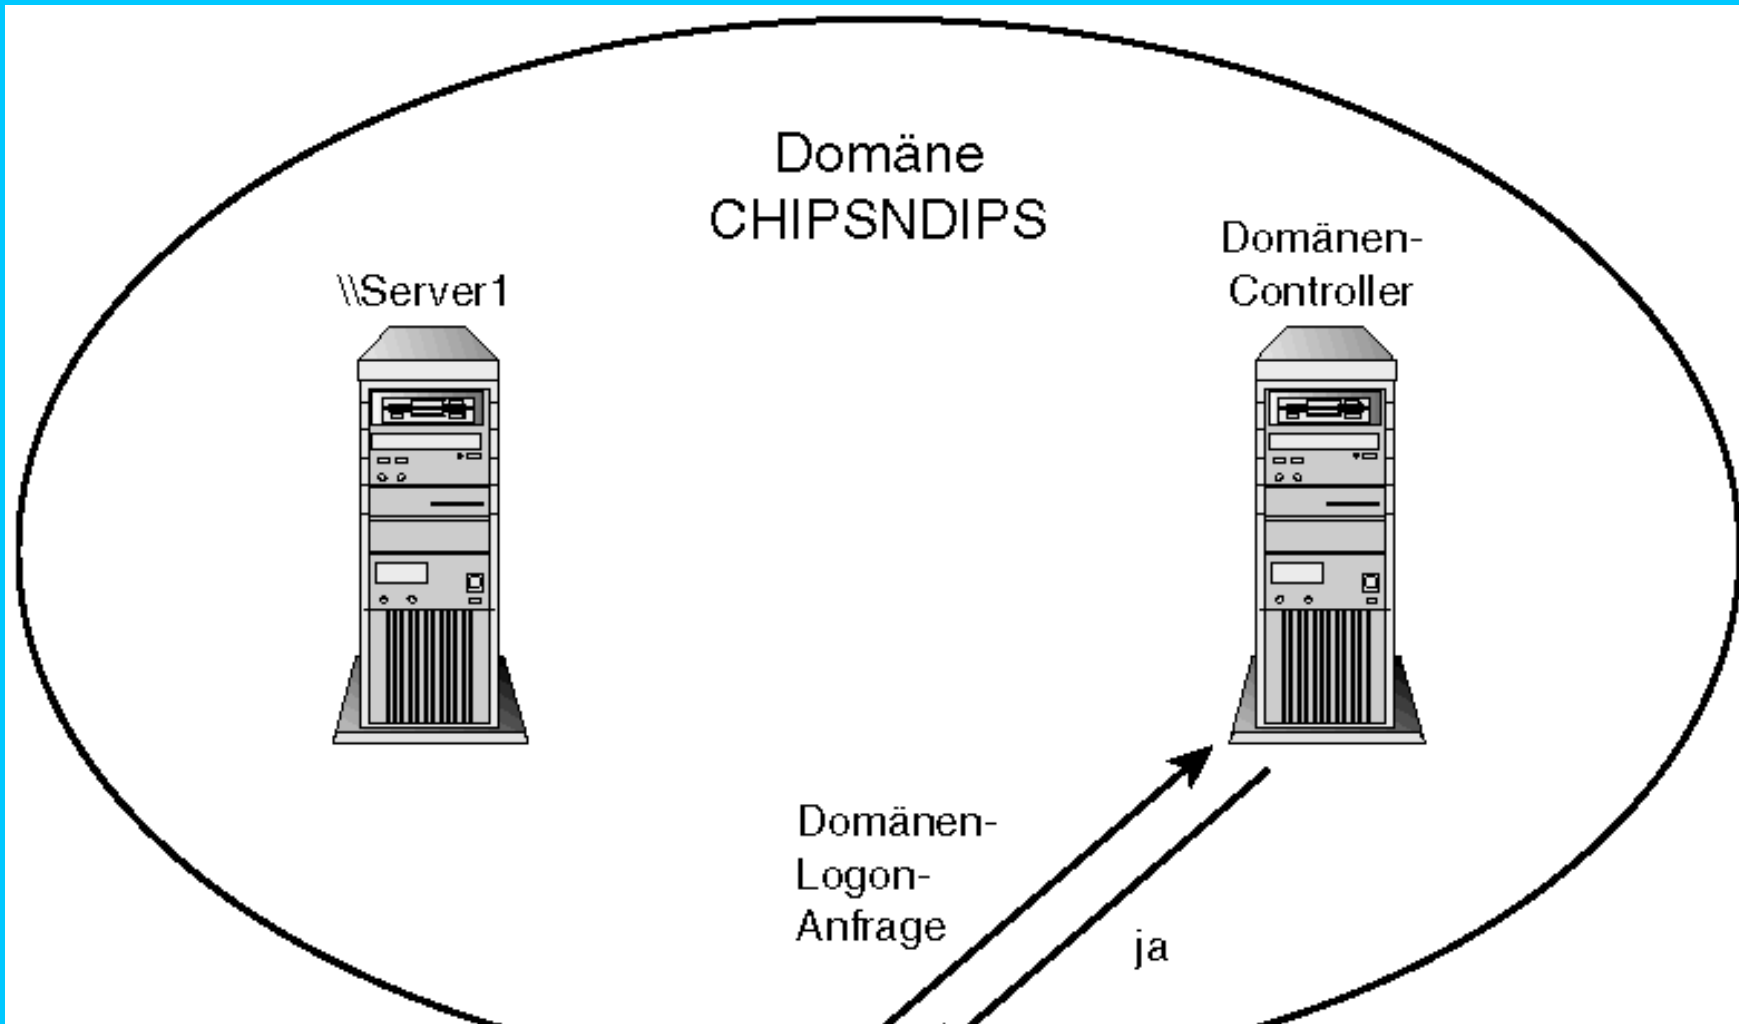 Domäne
CHIPSNDIPS
\\Server1
Domänen-
Controller
Domänen-
Logon-
Anfrage
ja